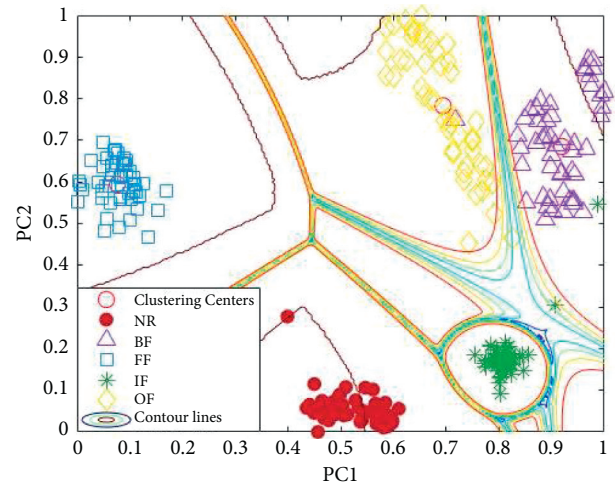 1
0.9
0.8
0.7
0.6
0.5
0.4
0.3
0.2
0.1
0
PC2
Clustering Centers
NR
BF
FF
IF
OF
Contour lines
0 0.1 0.2 0.3 0.4 0.5 0.6 0.7 0.8 0.9 1
PC1